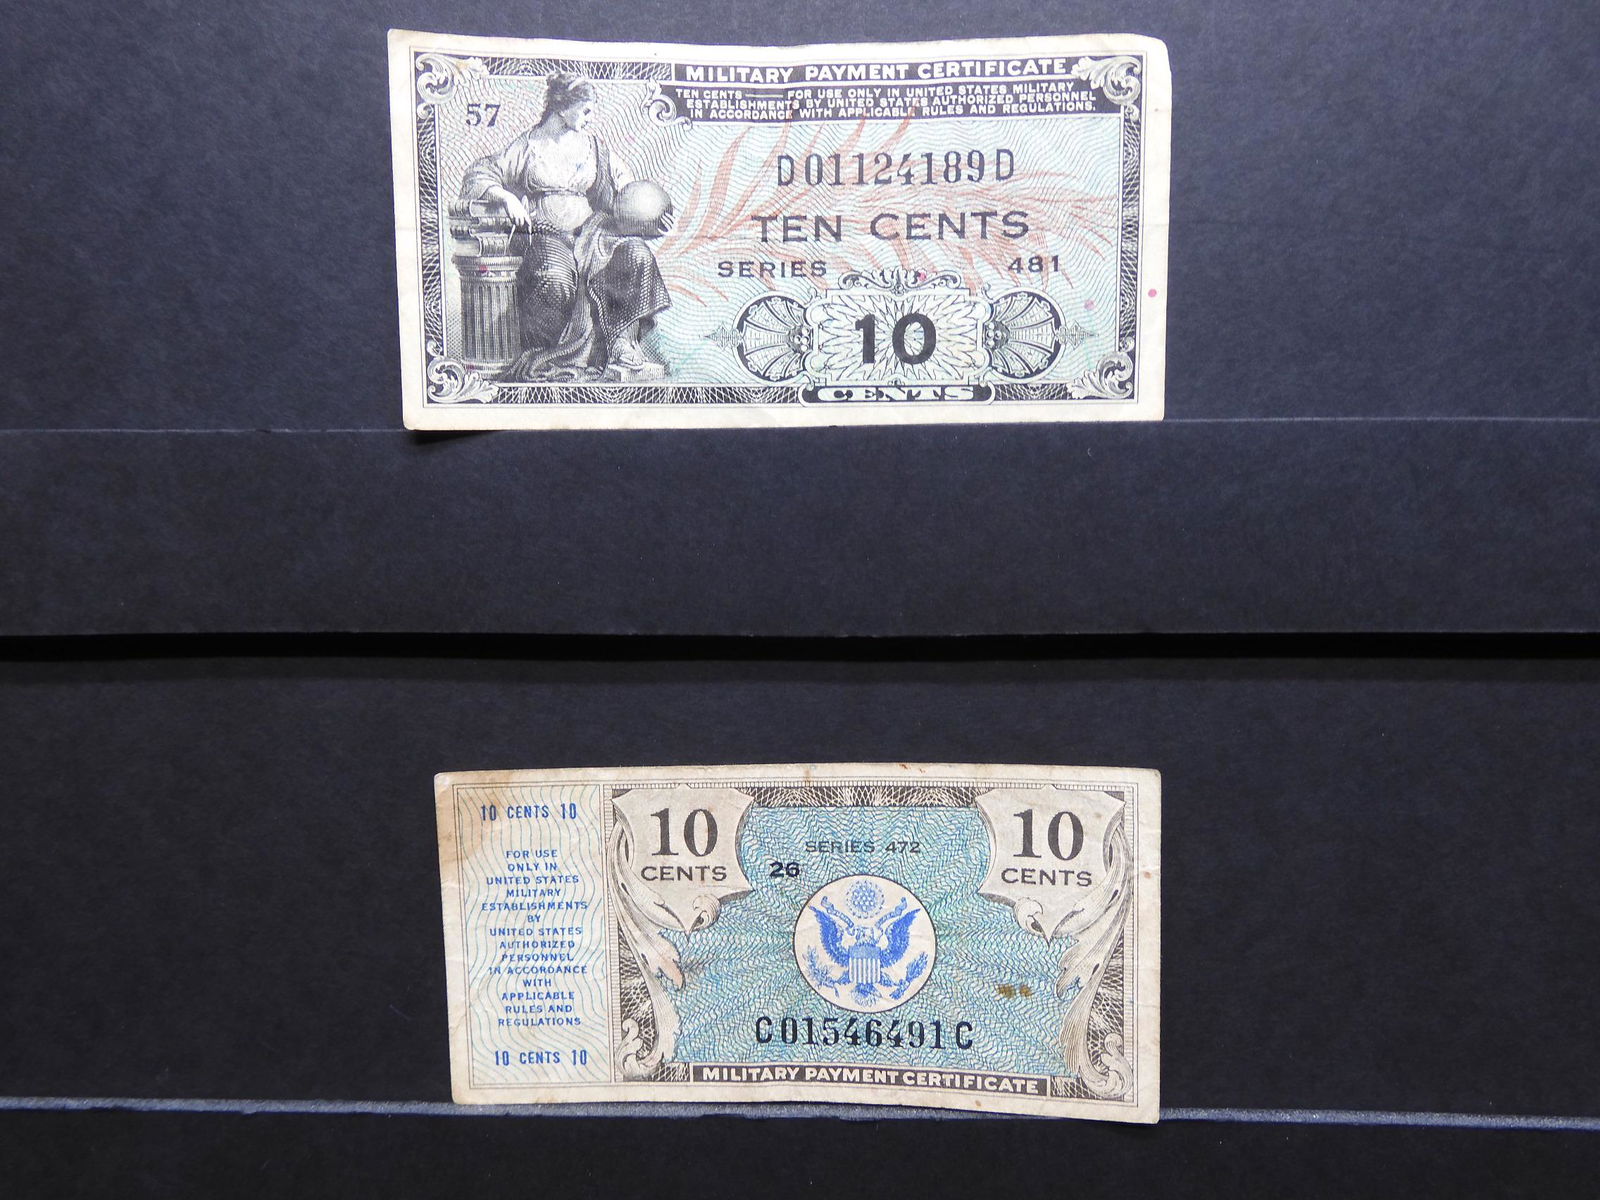 MILITARY PAYMENT CERTIFICATE
TEN CENTS — FOR USE ONLY IN UNITED STATES MILITARY
ESTABLISHMENTS BY UNITED STATES AUTHORIZED PERSONNEL
IN ACCORDANCE WITH APPLICABLE RULES AND REGULATIONS.
57
D01124189D
TEN CENTS
SERIES 481
10
CENTS
10 CENTS 10
FOR USE
ONLY IN
UNITED STATES
MILITARY
ESTABLISHMENTS
BY
UNITED STATES
AUTHORIZED
PERSONNEL
IN ACCORDANCE
WITH
APPLICABLE
RULES AND
REGULATIONS
10 CENTS 10
10
CENTS
SERIES 472
26
10
CENTS
C01546491C
MILITARY PAYMENT CERTIFICATE